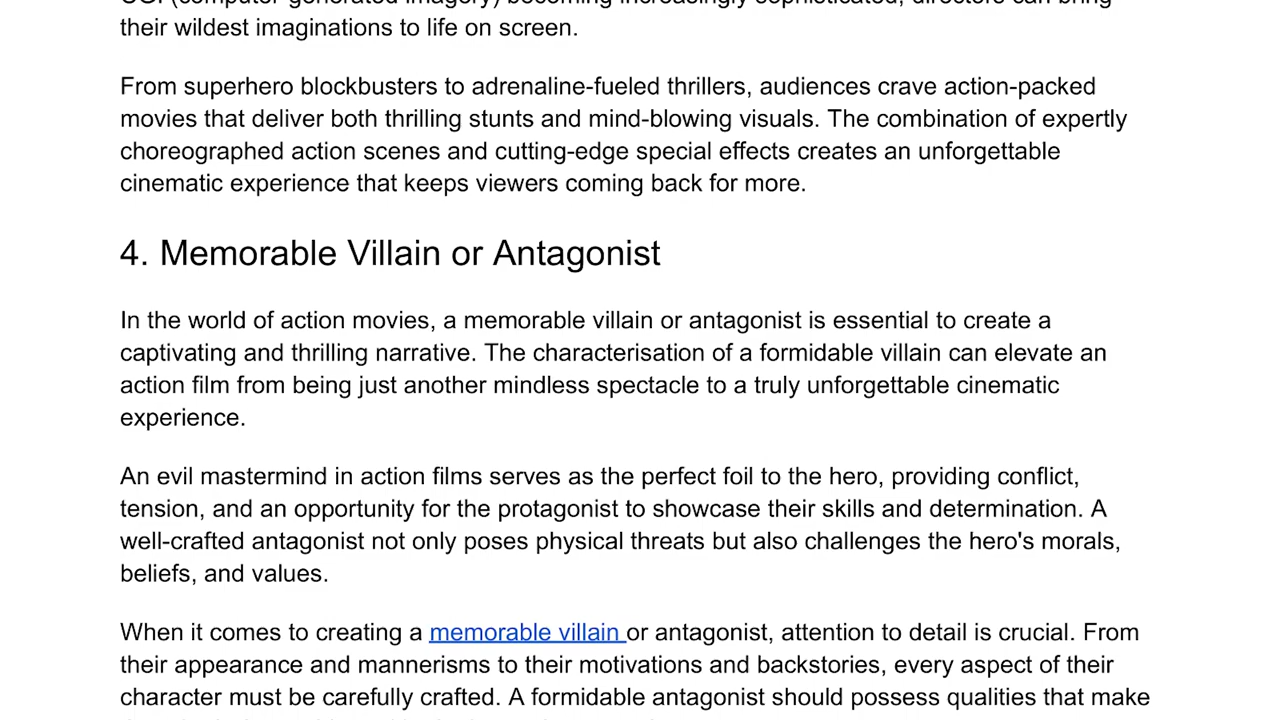 their wildest imaginations to life on screen.
From superhero blockbusters to adrenaline-fueled thrillers, audiences crave action-packed
movies that deliver both thrilling stunts and mind-blowing visuals. The combination of expertly
choreographed action scenes and cutting-edge special effects creates an unforgettable
cinematic experience that keeps viewers coming back for more.
4. Memorable Villain or Antagonist
In the world of action movies, a memorable villain or antagonist is essential to create a
captivating and thrilling narrative. The characterisation of a formidable villain can elevate an
action film from being just another mindless spectacle to a truly unforgettable cinematic
experience.
An evil mastermind in action films serves as the perfect foil to the hero, providing conflict,
tension, and an opportunity for the protagonist to showcase their skills and determination. A
well-crafted antagonist not only poses physical threats but also challenges the hero's morals,
beliefs, and values.
When it comes to creating a memorable villain or antagonist, attention to detail is crucial. From
their appearance and mannerisms to their motivations and backstories, every aspect of their
character must be carefully crafted. A formidable antagonist should possess qualities that make